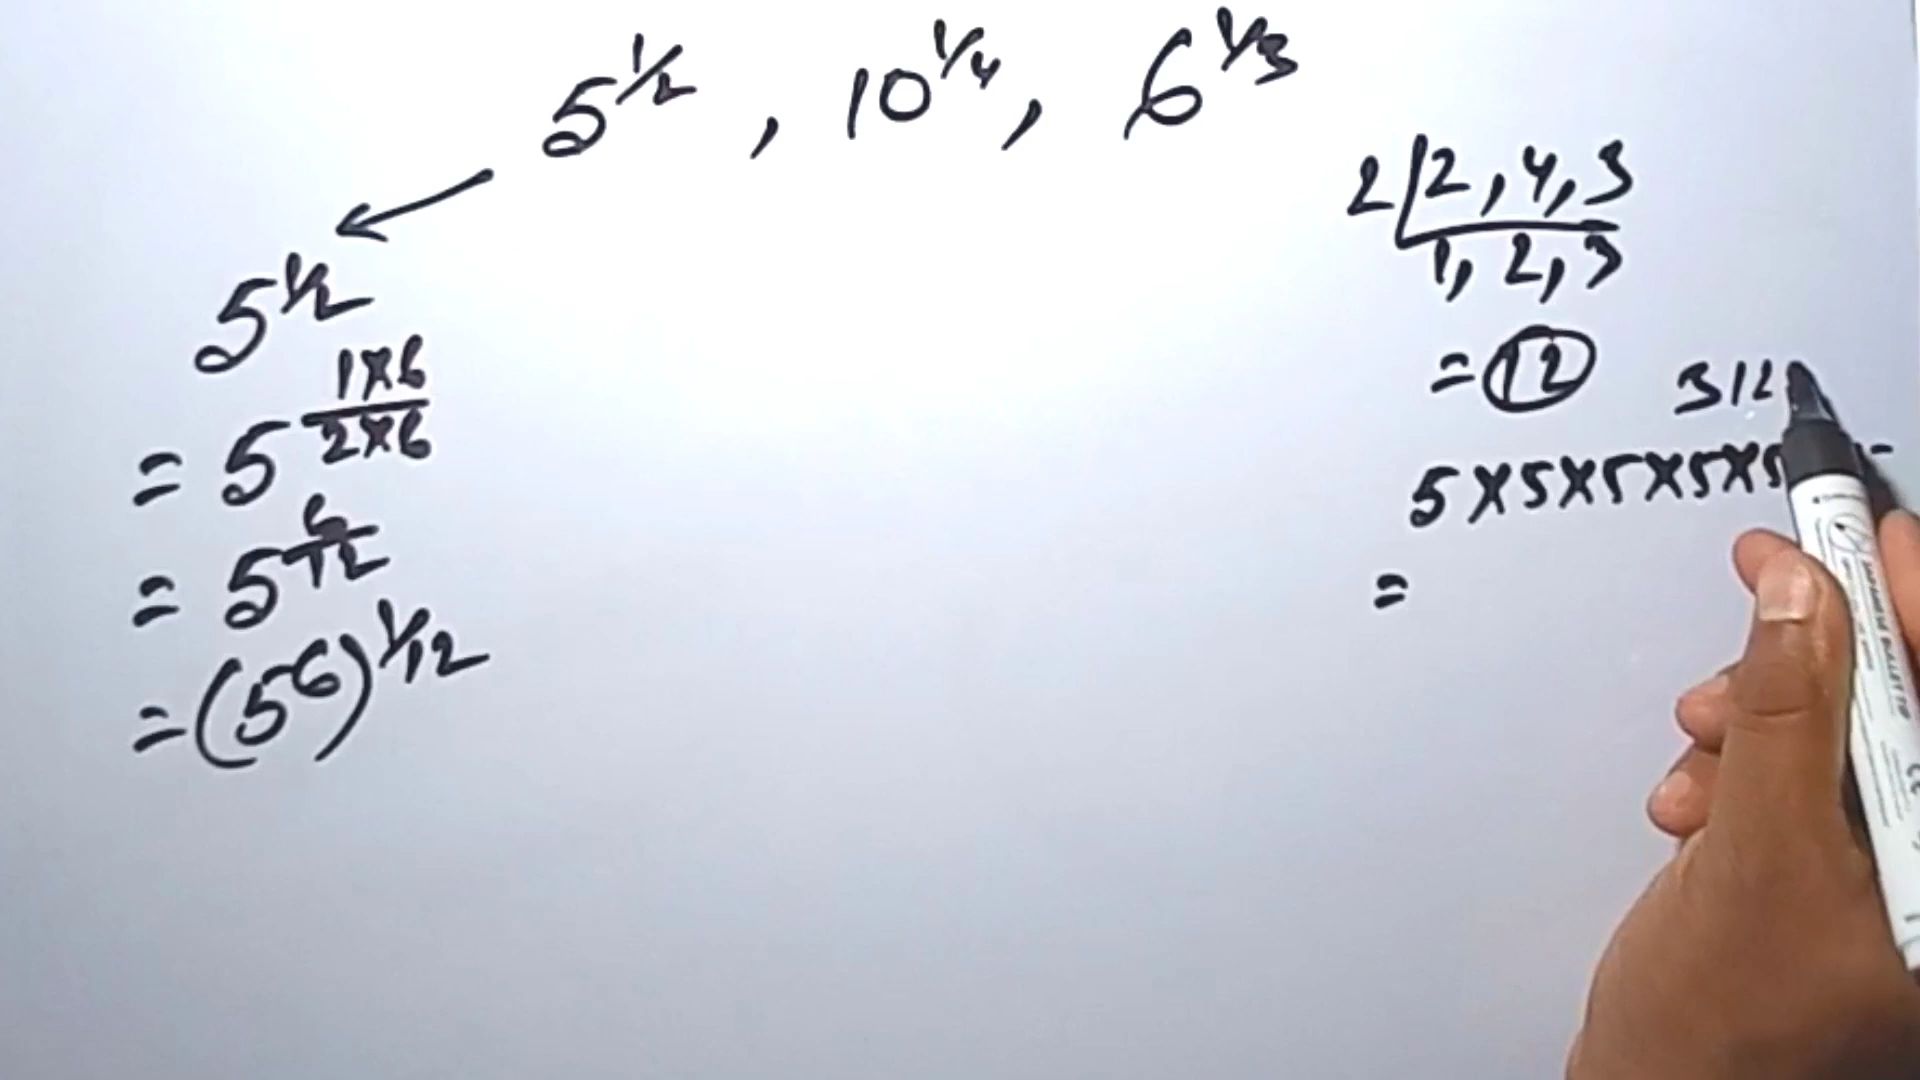 5^1/2, 10^1/4, 6^1/3
2 | 2, 4, 3
1, 2, 3
= 12
5^1/2
= 5^(1×6/2×6)
= 5^6/12
= (5^6)^1/12
312
5×5×5×5×5
=